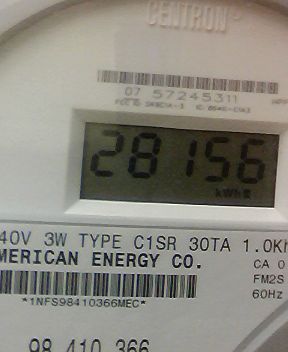 CENTRON
07 57245311
28156
kWh
40V 3W TYPE C1SR 30TA 1.0Kh
MERICAN ENERGY CO.
CA 0
FM2S
60Hz
*1NFS98410366MEC*
98 410 366